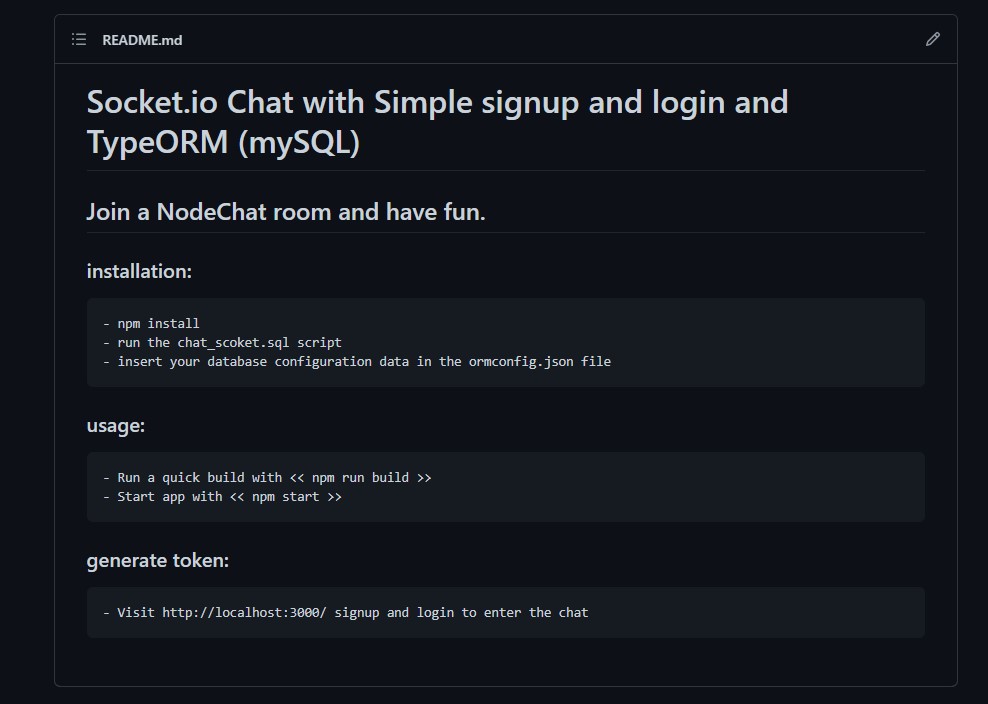 README.md
Socket.io Chat with Simple signup and login and
TypeORM (mySQL)
Join a NodeChat room and have fun.
installation:
- npm install
- run the chat_scoket.sql script
- insert your database configuration data in the ormconfig.json file
usage:
- Run a quick build with << npm run build >>
- Start app with << npm start >>
generate token:
- Visit http://localhost:3000/ signup and login to enter the chat